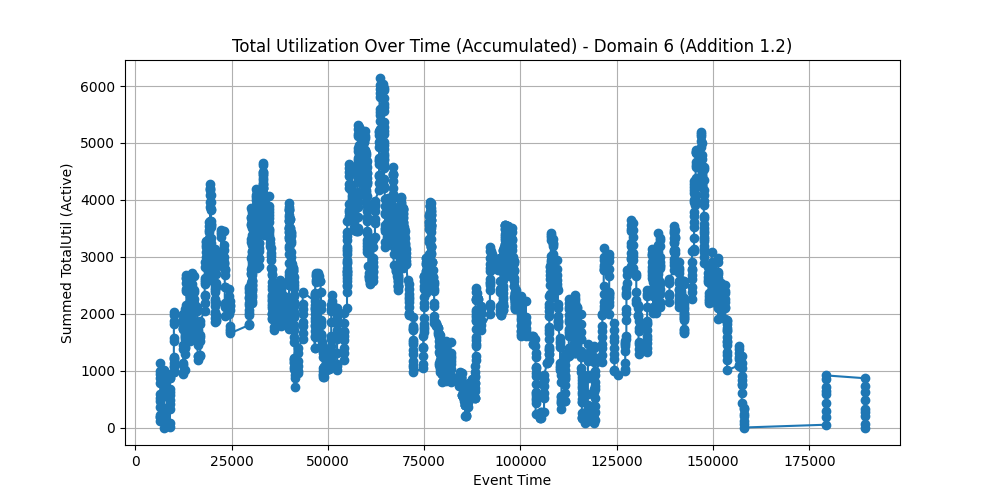 Total Utilization Over Time (Accumulated) - Domain 6 (Addition 1.2)
6000
5000
4000
3000
2000
1000
0
Summed TotalUtil (Active)
0 25000 50000 75000 100000 125000 150000 175000
Event Time